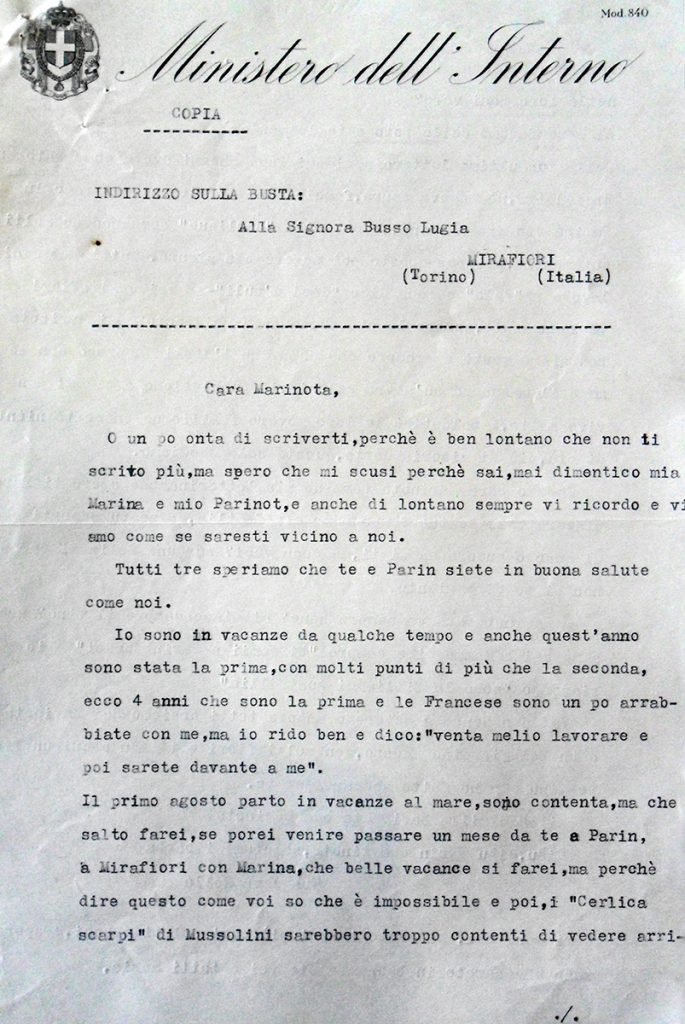 Mod. 840
Ministero dell'Interno
COPIA
INDIRIZZO SULLA BUSTA:
Alla Signora Busso Lugia
MIRAFIORI
(Torino) (Italia)
Cara Marinota,
O un po onta di scriverti,perchè è ben lontano che non ti
scrito più,ma spero che mi scusi perchè sai,mai dimentico mia
Marina e mio Parinot,e anche di lontano sempre vi ricordo e vi
amo come se saresti vicino a noi.
Tutti tre speriamo che te e Parin siete in buona salute
come noi.
Io sono in vacanze da qualche tempo e anche quest'anno
sono stata la prima,con molti punti di più che la seconda,
ecco 4 anni che sono la prima e le Francese sono un po arrab-
biate con me,ma io rido ben e dico:"venta melio lavorare e
poi sarete davante a me".
Il primo agosto parto in vacanze al mare,sono contenta,ma che
salto farei,se porei venire passare un mese da te a Parin,
a Mirafiori con Marina,che belle vacance si farei,ma perchè
dire questo come voi so che è impossibile e poi,i "Cerlica
scarpi" di Mussolini sarebbero troppo contenti di vedere arri-
./.